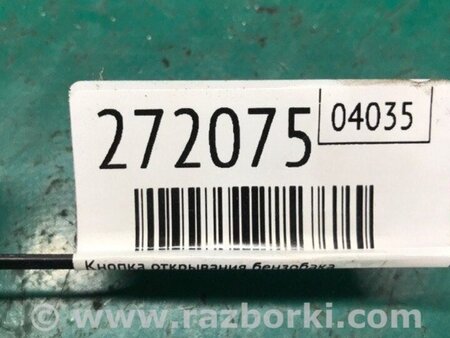 272075 04035
Кнопка открывания бензобака
www.razborki.com